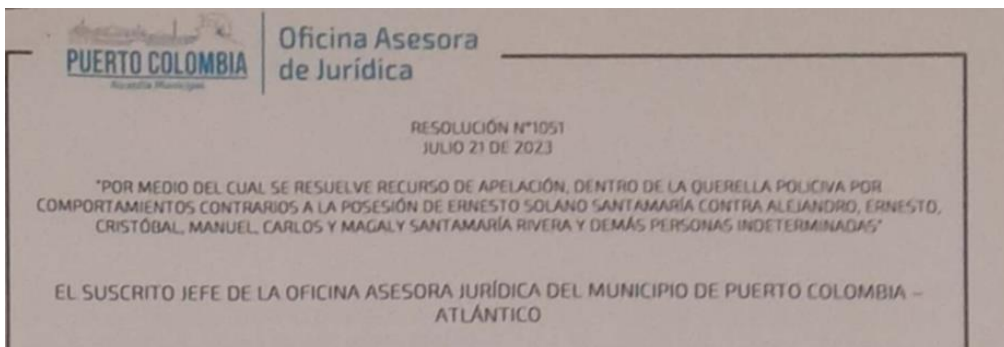 PUERTO COLOMBIA
Alcaldía Municipal
Oficina Asesora
de Jurídica
RESOLUCIÓN N°1051
JULIO 21 DE 2023
"POR MEDIO DEL CUAL SE RESUELVE RECURSO DE APELACIÓN, DENTRO DE LA QUERELLA POLICIVA POR
COMPORTAMIENTOS CONTRARIOS A LA POSESIÓN DE ERNESTO SOLANO SANTAMARÍA CONTRA ALEJANDRO, ERNESTO,
CRISTÓBAL, MANUEL, CARLOS Y MAGALY SANTAMARÍA RIVERA Y DEMÁS PERSONAS INDETERMINADAS"
EL SUSCRITO JEFE DE LA OFICINA ASESORA JURÍDICA DEL MUNICIPIO DE PUERTO COLOMBIA –
ATLÁNTICO